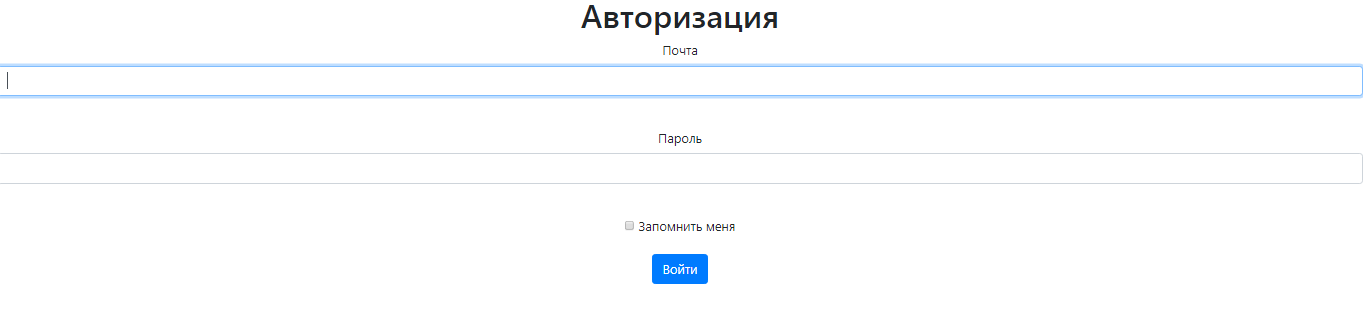 Авторизация
Почта
Пароль
Запомнить меня
Войти